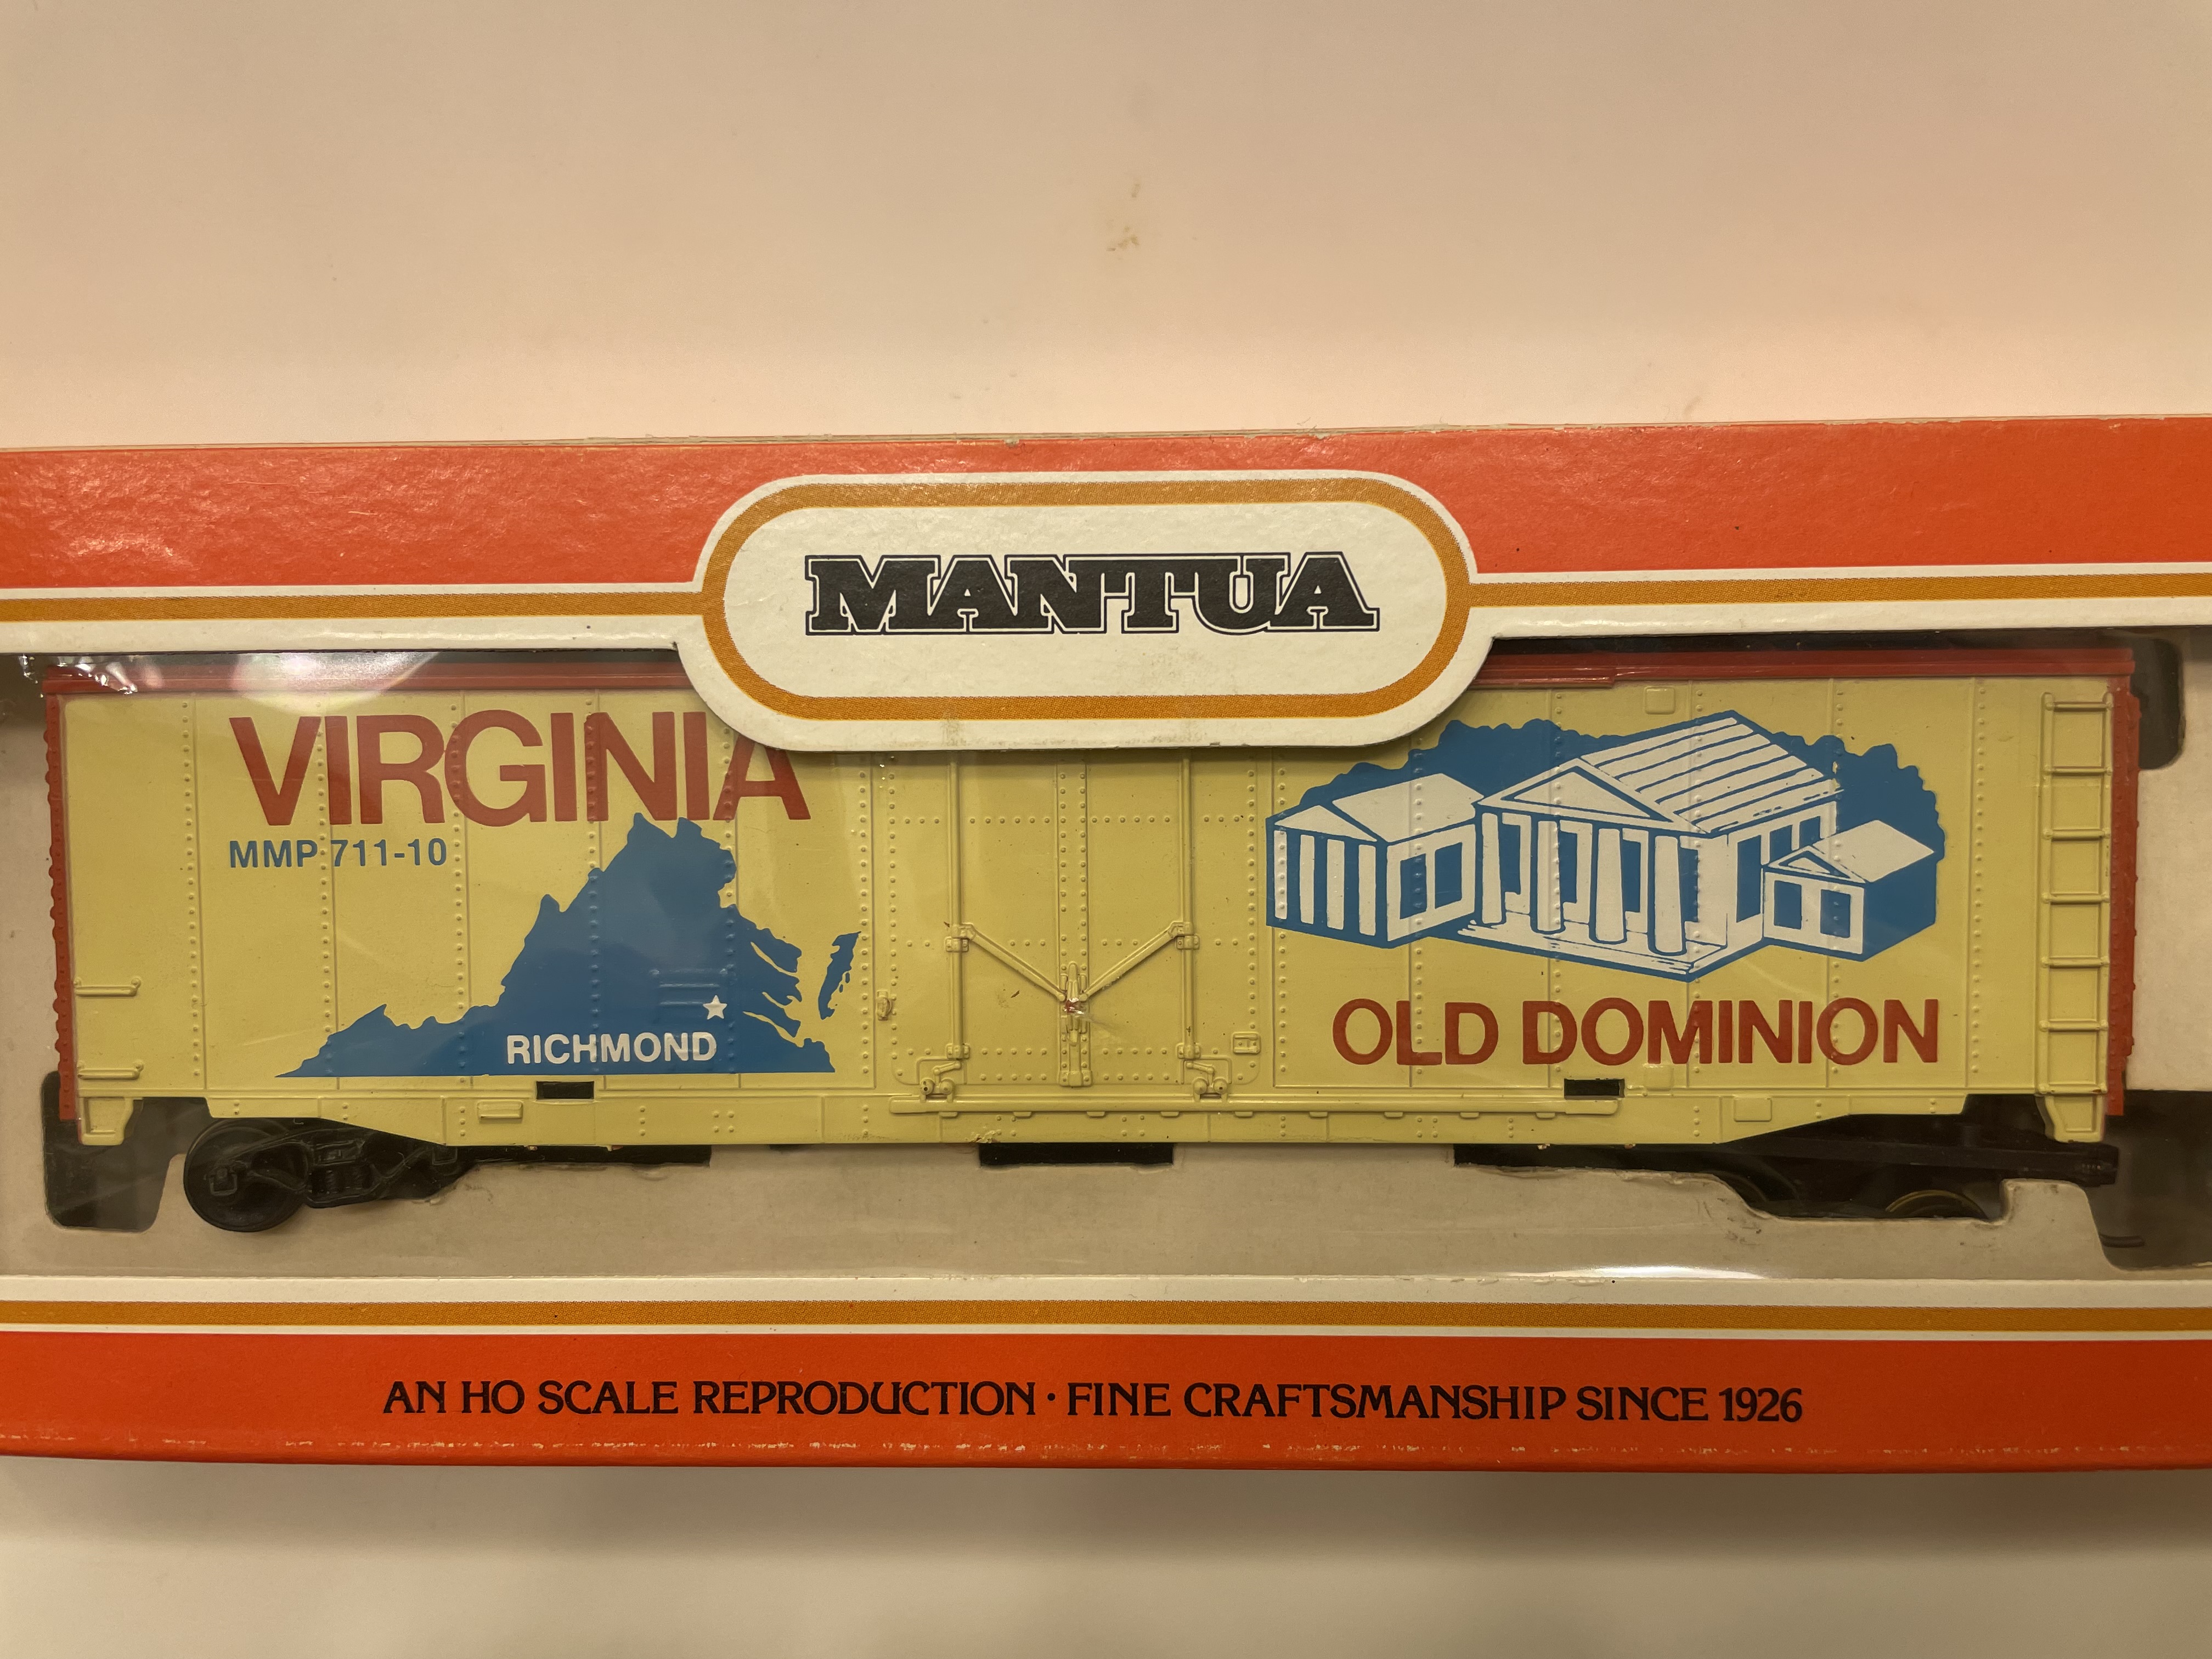 MANTUA
VIRGINIA
MMP 711-10
RICHMOND
OLD DOMINION
AN HO SCALE REPRODUCTION · FINE CRAFTSMANSHIP SINCE 1926